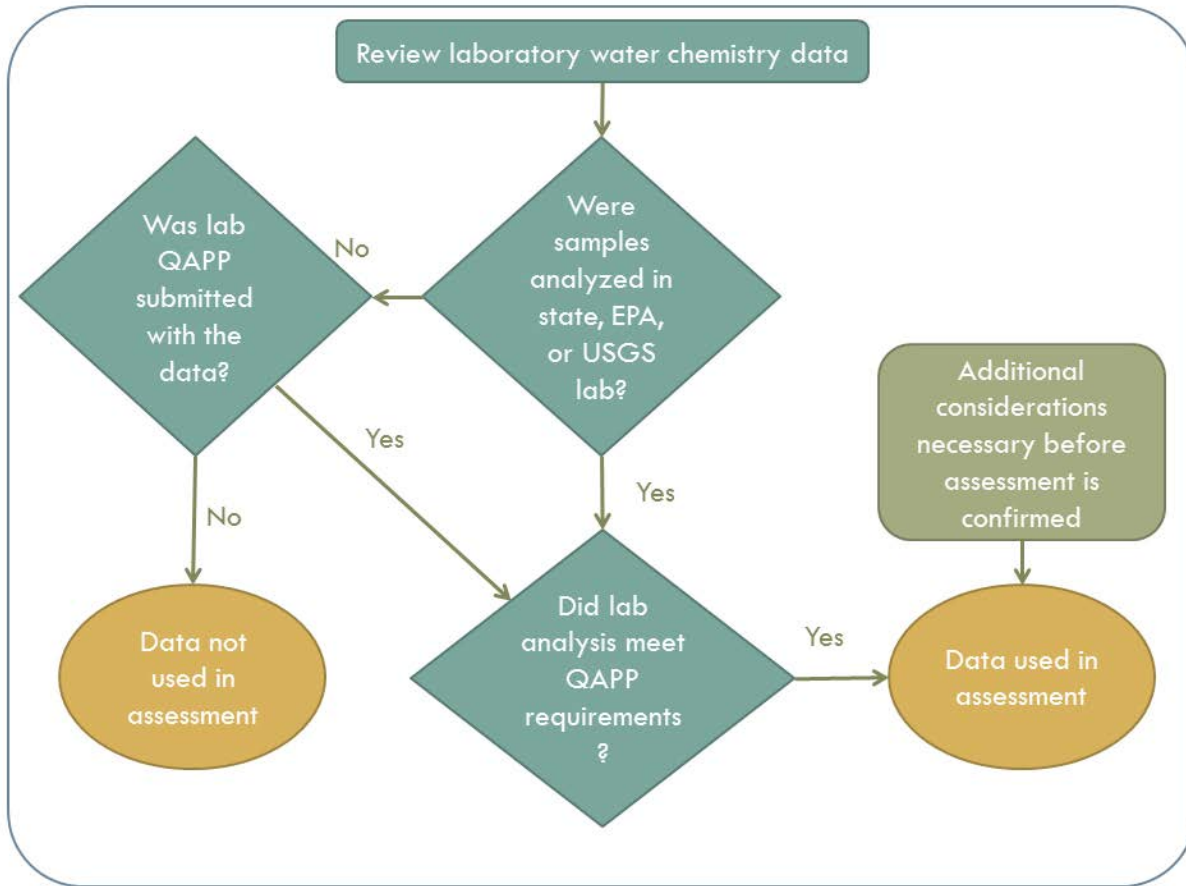 Review laboratory water chemistry data
Was lab
QAPP
submitted
with the
data?
No
Were
samples
analyzed in
state, EPA,
or USGS
lab?
Additional
considerations
necessary before
assessment is
confirmed
Yes
Yes
No
Data not
used in
assessment
Did lab
analysis meet
QAPP
requirements
?
Yes
Data used in
assessment